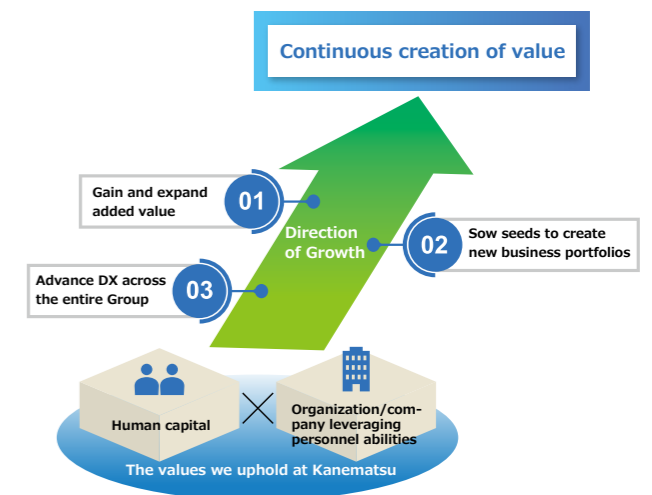 Continuous creation of value
Gain and expand
added value
01
Direction
of Growth
02
Sow seeds to create
new business portfolios
Advance DX across
the entire Group
03
Human capital
Organization/com-
pany leveraging
personnel abilities
The values we uphold at Kanematsu